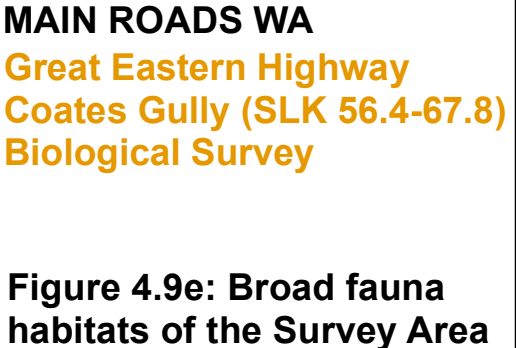 MAIN ROADS WA
Great Eastern Highway
Coates Gully (SLK 56.4-67.8)
Biological Survey
Figure 4.9e: Broad fauna
habitats of the Survey Area